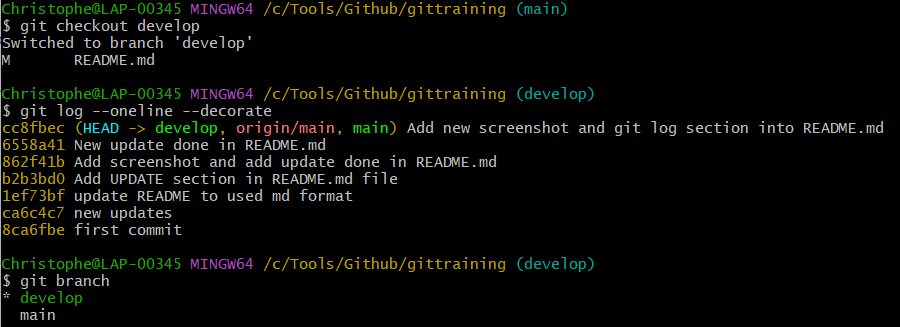 Christophe@LAP-00345 MINGW64 /c/Tools/Github/gittraining (main)
$ git checkout develop
Switched to branch 'develop'
M       README.md
Christophe@LAP-00345 MINGW64 /c/Tools/Github/gittraining (develop)
$ git log --oneline --decorate
cc8fbec (HEAD -> develop, origin/main, main) Add new screenshot and git log section into README.md
6558a41 New update done in README.md
862f41b Add screenshot and add update done in README.md
b2b3bd0 Add UPDATE section in README.md file
1ef73bf update README to used md format
ca6c4c7 new updates
8ca6fbe first commit
Christophe@LAP-00345 MINGW64 /c/Tools/Github/gittraining (develop)
$ git branch
* develop
  main